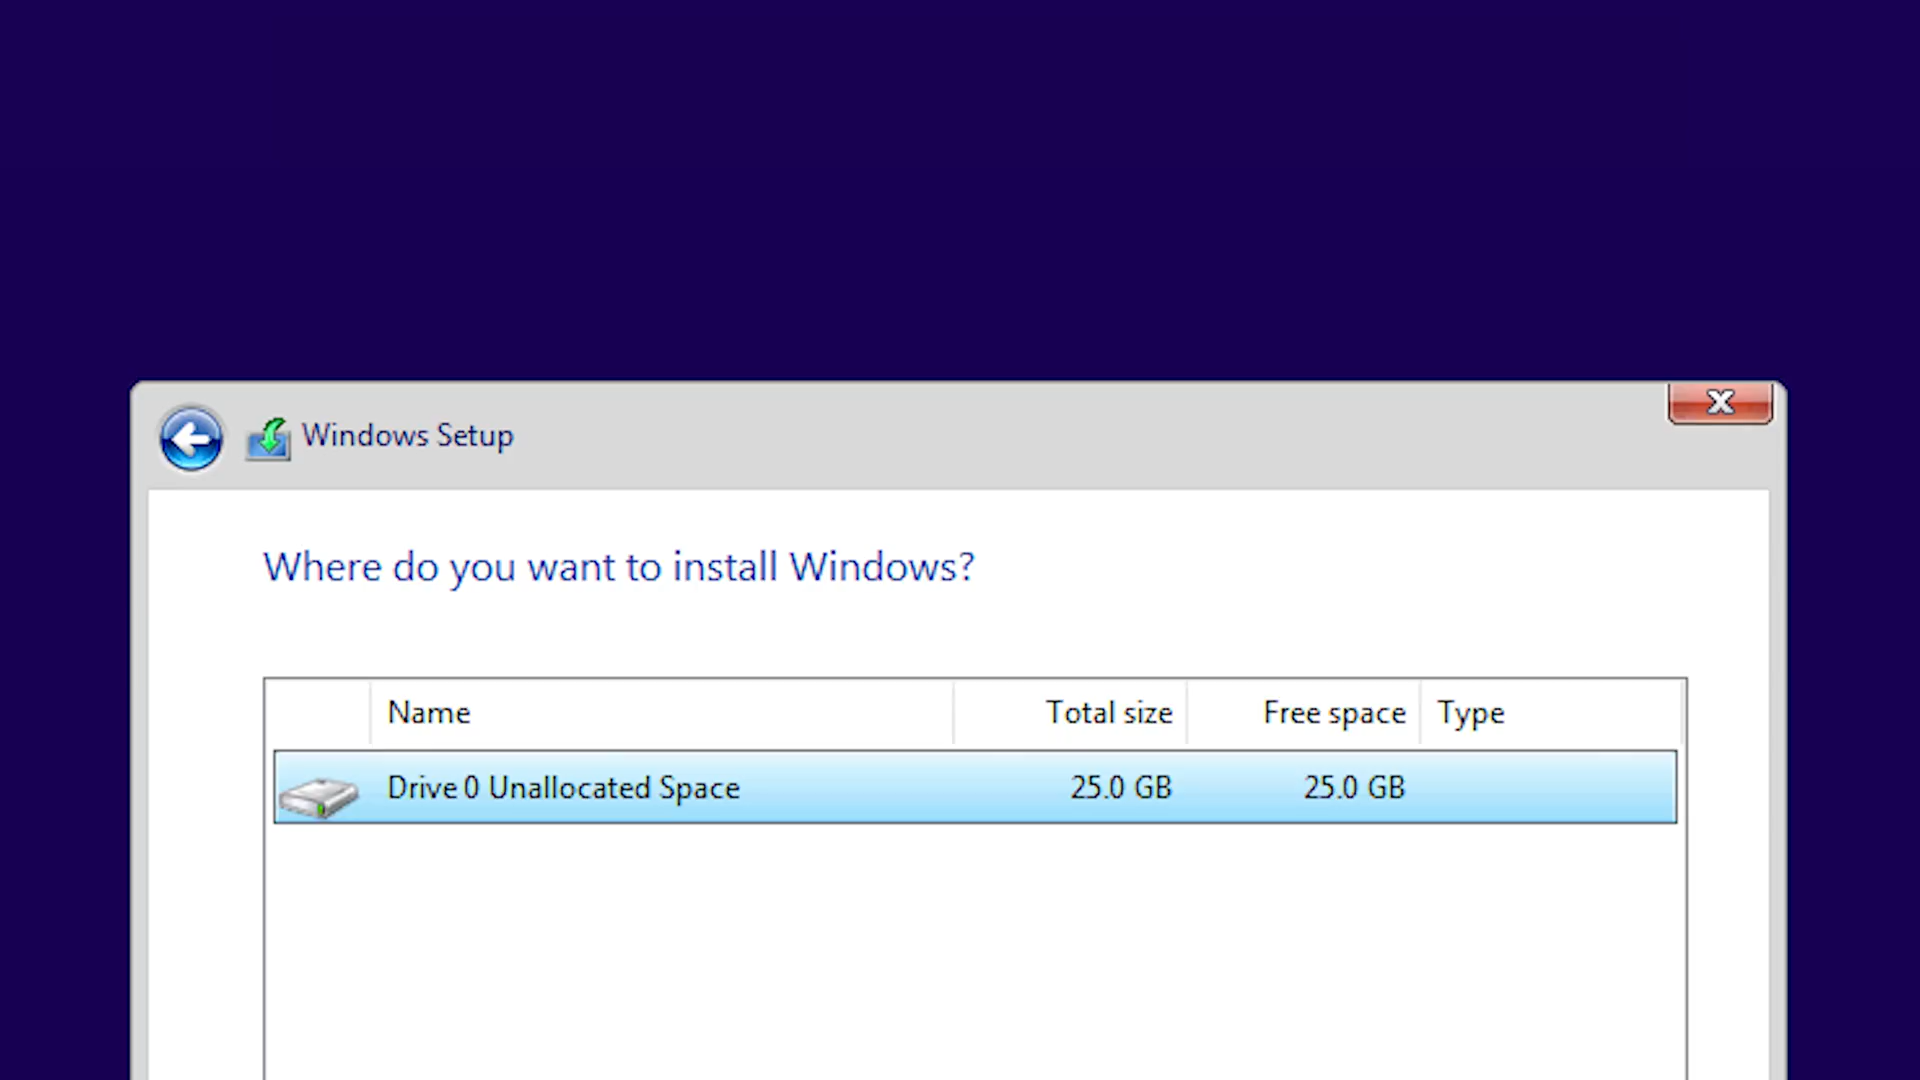 Windows Setup
Where do you want to install Windows?
Name Total size Free space Type
Drive 0 Unallocated Space 25.0 GB 25.0 GB